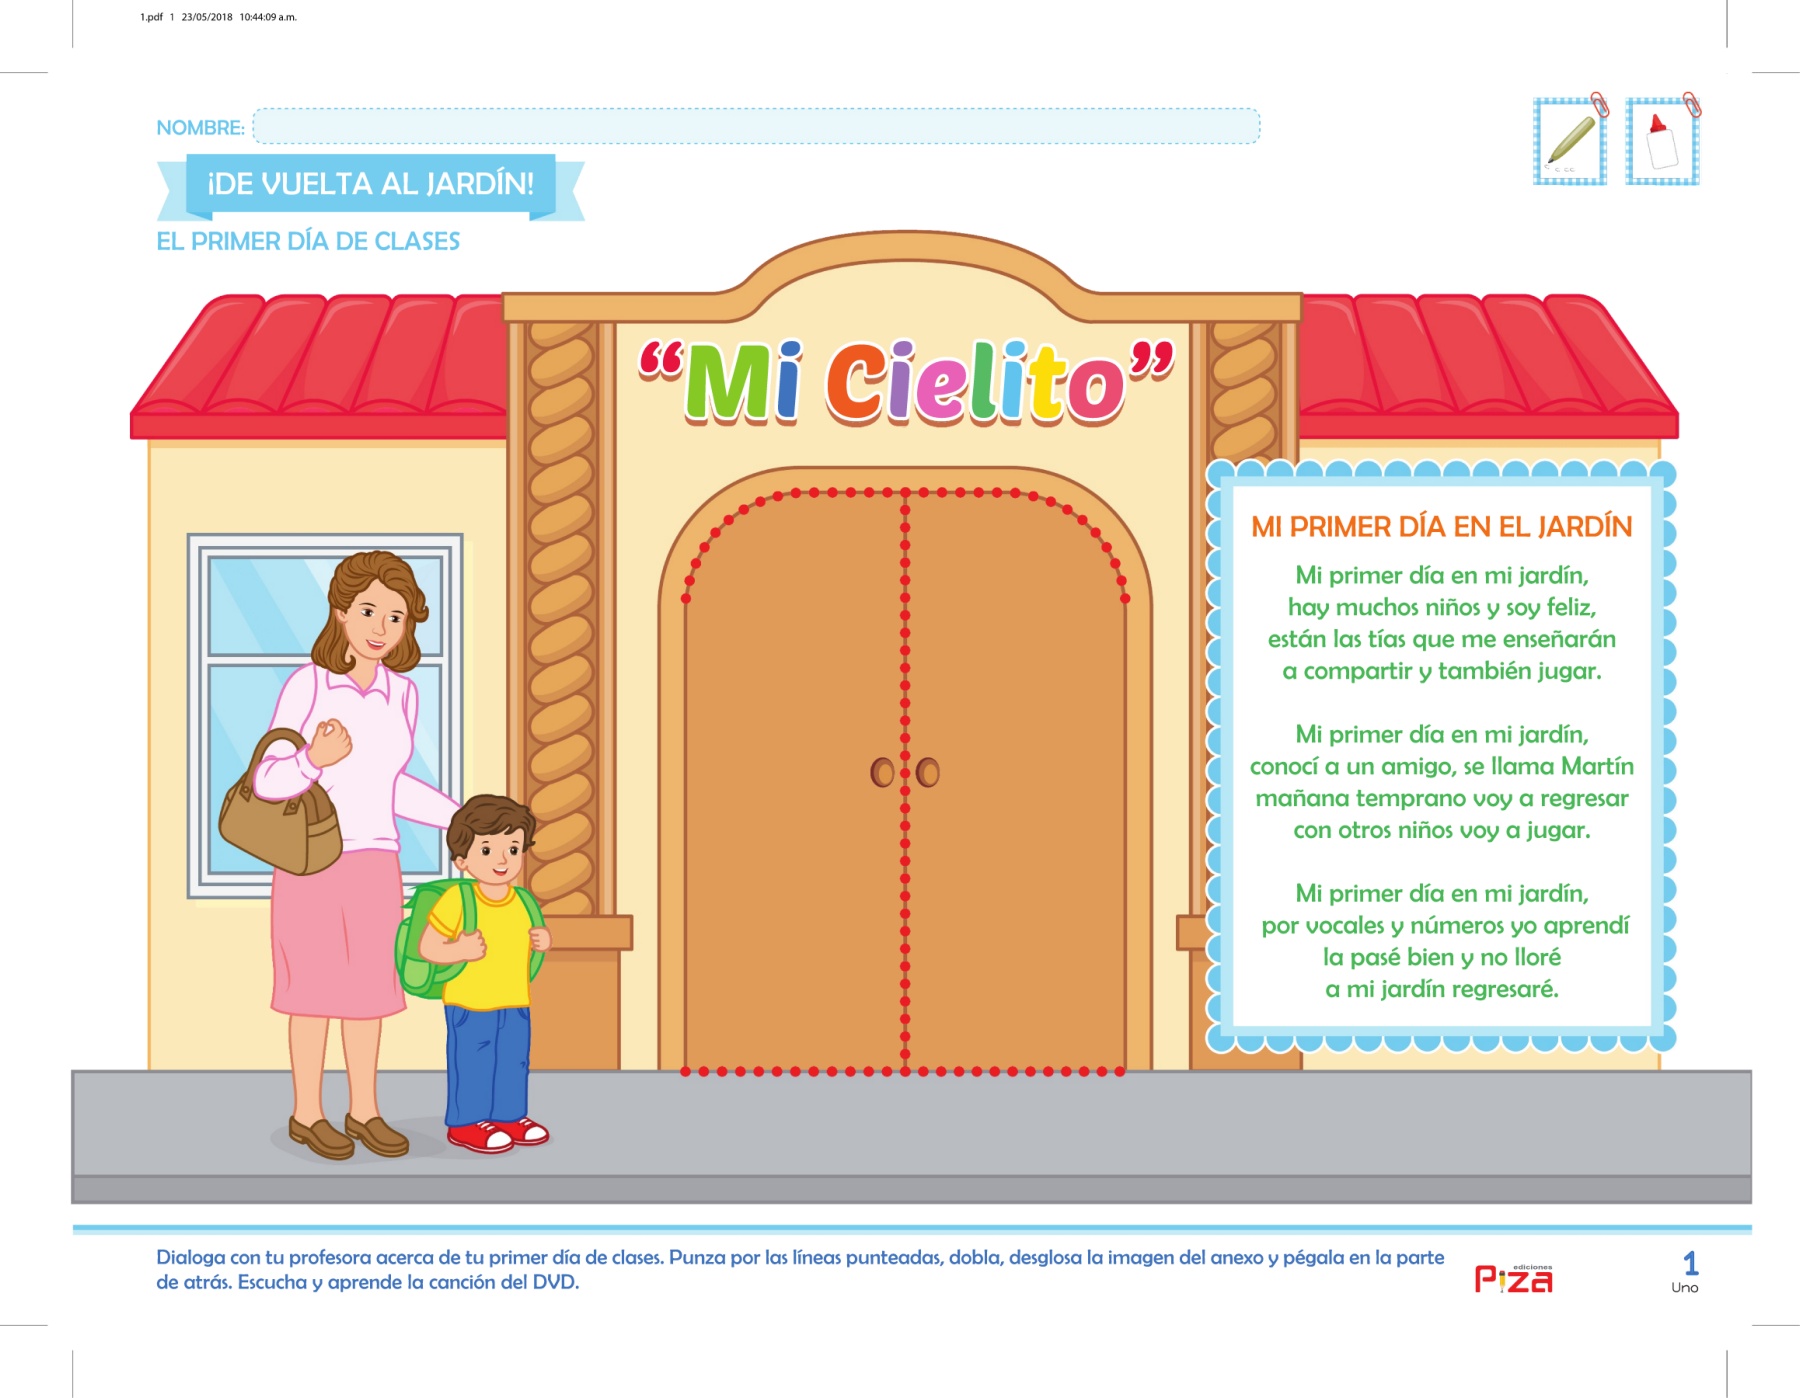 1.pdf 1 23/05/2018 10:44:09 a.m.
NOMBRE:
¡DE VUELTA AL JARDÍN!
EL PRIMER DÍA DE CLASES
“Mi Cielito”
MI PRIMER DÍA EN EL JARDÍN
Mi primer día en mi jardín,
hay muchos niños y soy feliz,
están las tías que me enseñarán
a compartir y también jugar.
Mi primer día en mi jardín,
conocí a un amigo, se llama Martín
mañana temprano voy a regresar
con otros niños voy a jugar.
Mi primer día en mi jardín,
por vocales y números yo aprendí
la pasé bien y no lloré
a mi jardín regresaré.
Dialoga con tu profesora acerca de tu primer día de clases. Punza por las líneas punteadas, dobla, desglosa la imagen del anexo y pégala en la parte
de atrás. Escucha y aprende la canción del DVD.
ediciones
Piza
1
Uno